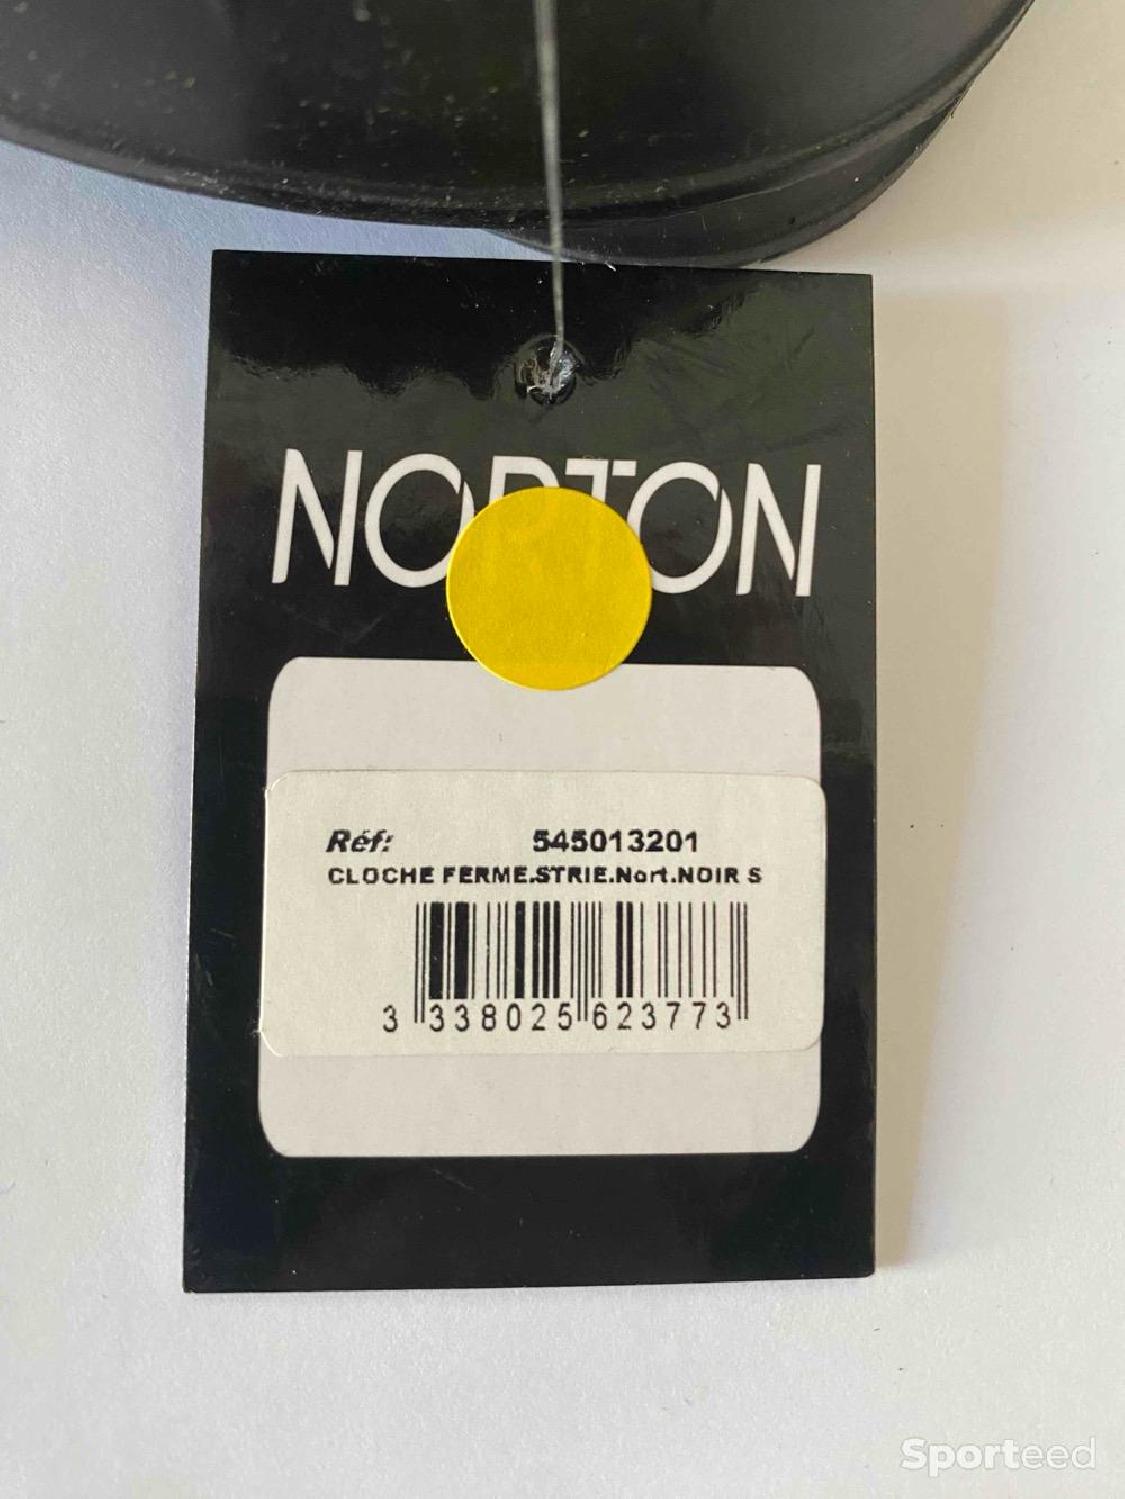 NORTON
Réf: 545013201
CLOCHE FERME.STRIE.Nort.NOIR S
3 338025 623773
Sporteed